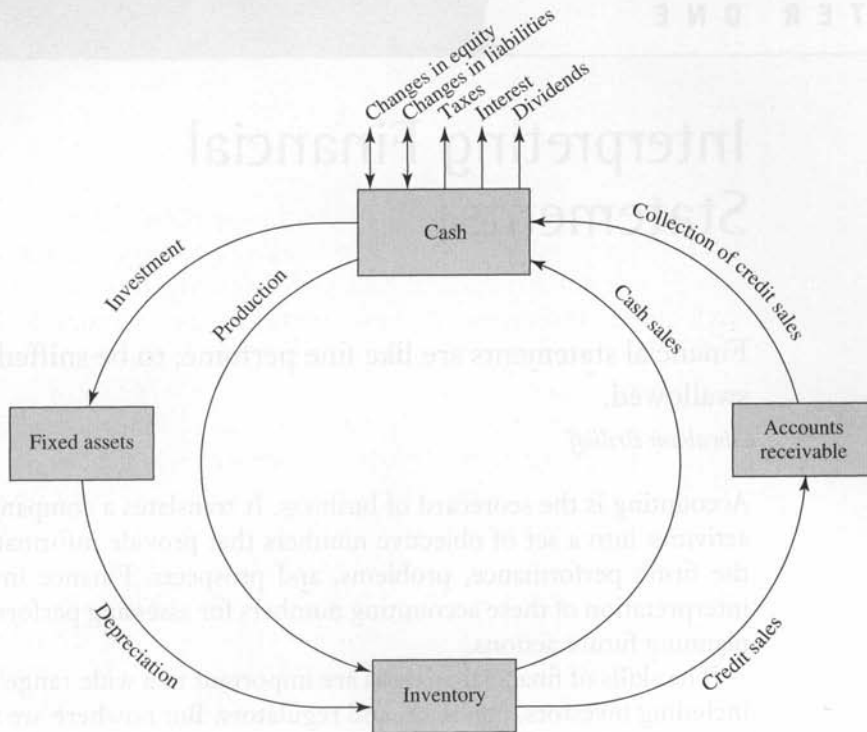 TER ONE
Changes in equity
Changes in liabilities
Taxes
Interest
Dividends
Interpreting Financial
Statements
Cash
Investment
Production
Collection of credit sales
Cash sales
Financial statements are like fine perfume; to be sniffed
swallowed.
Fixed assets
Accounts
receivable
Accounting is the scorecard of business. It translates a company
activities into a set of objective numbers that provide informat
the firm's performance, problems, and prospects. Finance in
interpretation of these accounting numbers for assessing perfor
planning future actions.
The skills of financial analysis are important to a wide range
including investors, and regulators. But nowhere
Depreciation
Inventory
Credit sales